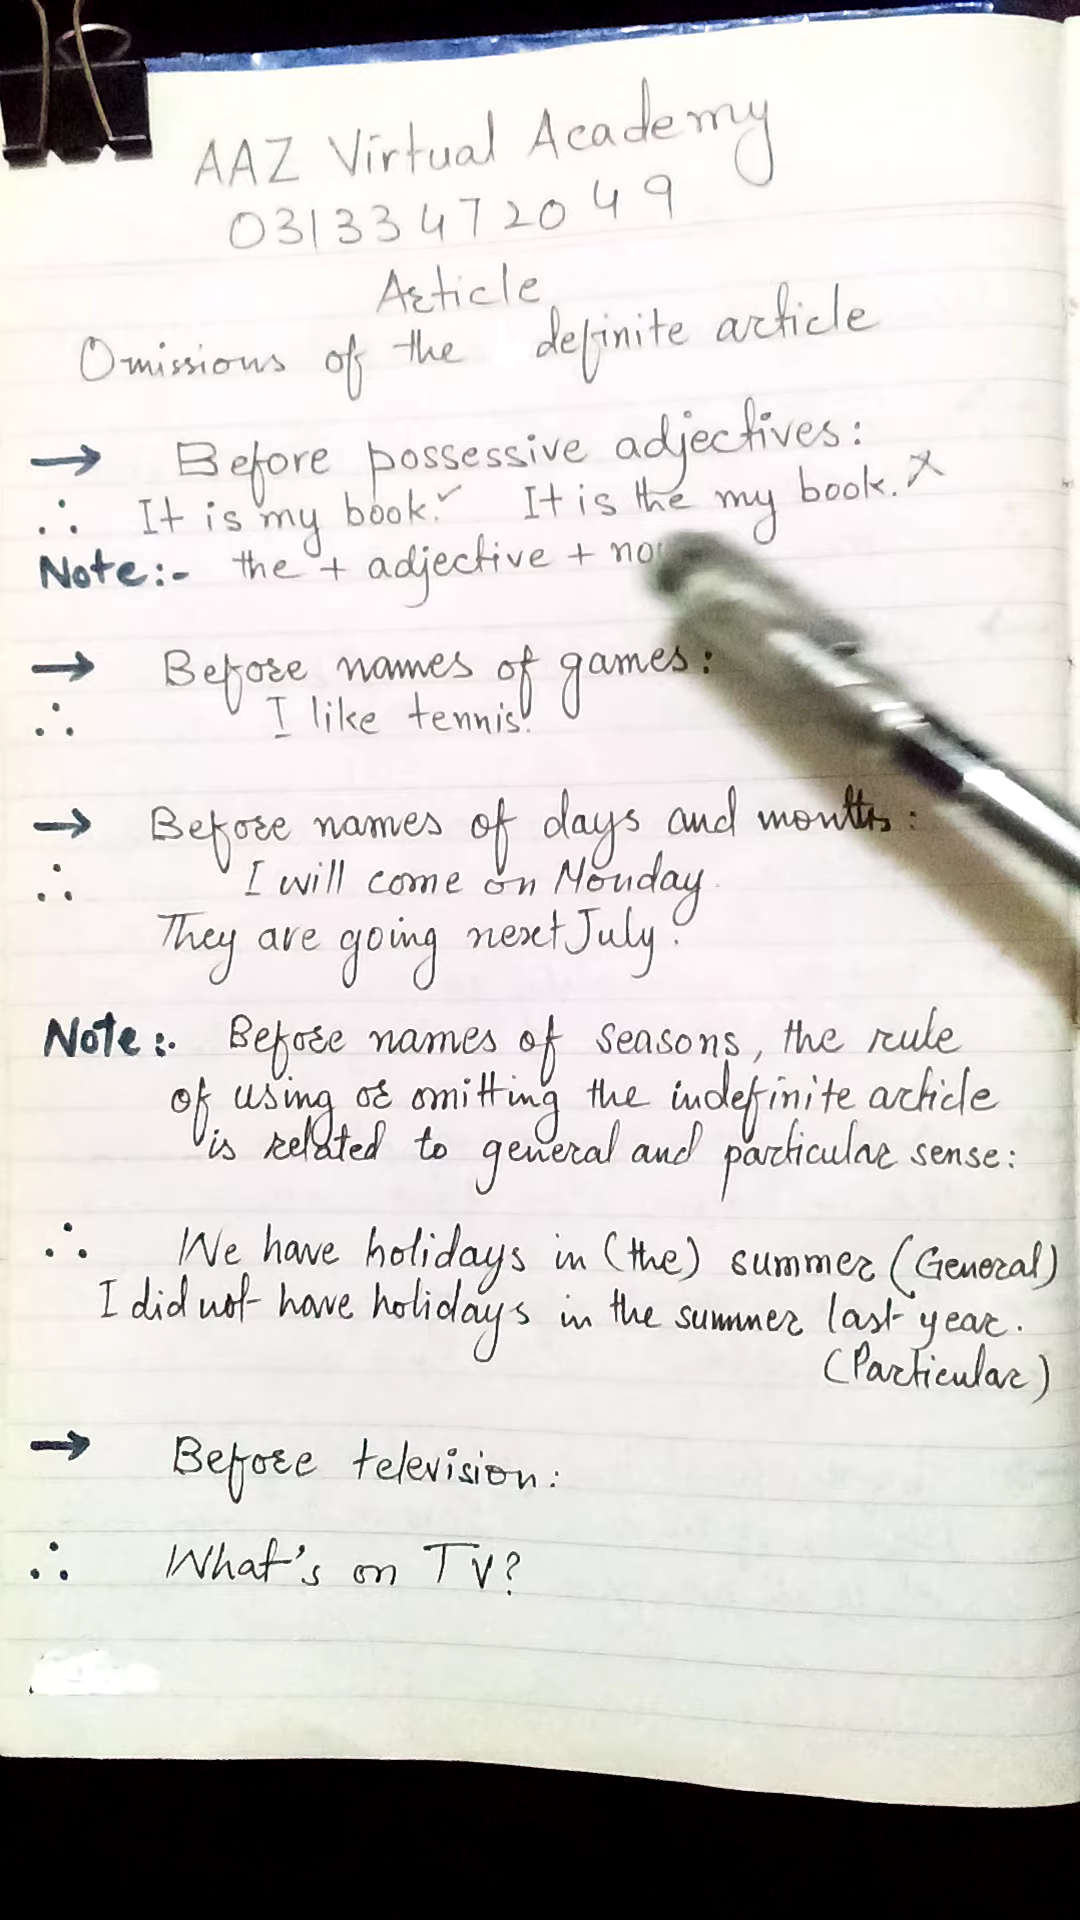 AAZ Virtual Academy
03133472049
Article
Omissions of the definite article
→ Before possessive adjectives:
∴ It is my book.✓ It is the my book.✗
Note:- the + adjective +
→ Before names of games:
∴ I like tennis.
→ Before names of days and months:
∴ I will come on Monday.
They are going next July.
Note:- Before names of seasons, the rule
of using or omitting the indefinite article
is related to general and particular sense:
∴ We have holidays in (the) summer (General)
I did not have holidays in the summer last year.
(Particular)
→ Before television:
∴ What's on TV?